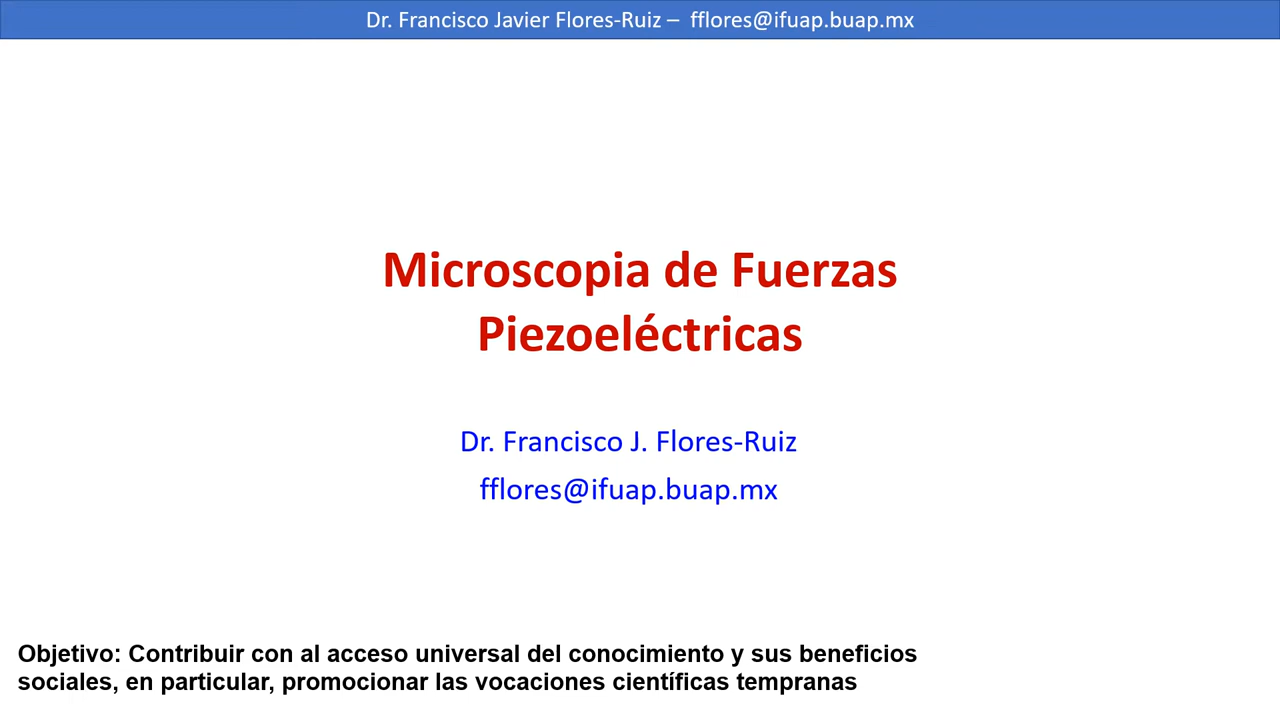 Dr. Francisco Javier Flores-Ruiz – fflores@ifuap.buap.mx
Microscopia de Fuerzas
Piezoeléctricas
Dr. Francisco J. Flores-Ruiz
fflores@ifuap.buap.mx
Objetivo: Contribuir con al acceso universal del conocimiento y sus beneficios
sociales, en particular, promocionar las vocaciones científicas tempranas